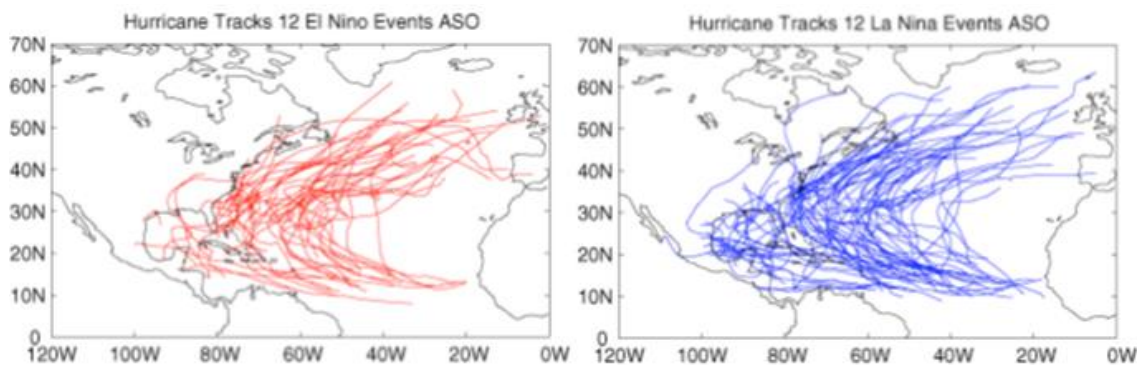 Hurricane Tracks 12 El Nino Events ASO
70N
60N
50N
40N
30N
20N
10N
0
120W 100W 80W 60W 40W 20W 0W
Hurricane Tracks 12 La Nina Events ASO
70N
60N
50N
40N
30N
20N
10N
0
120W 100W 80W 60W 40W 20W 0W